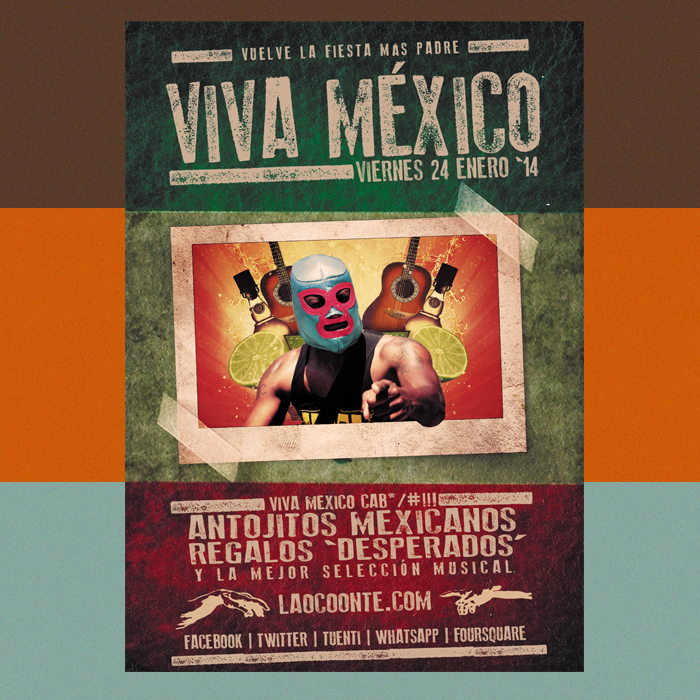 VUELVE LA FIESTA MAS PADRE
VIVA MÉXICO
VIERNES 24 ENERO `14
VIVA MEXICO CAB*/#!!!
ANTOJITOS MEXICANOS
REGALOS `DESPERADOS´
Y LA MEJOR SELECCIÓN MUSICAL.
LAOCOONTE.COM
FACEBOOK | TWITTER | TUENTI | WHATSAPP | FOURSQUARE